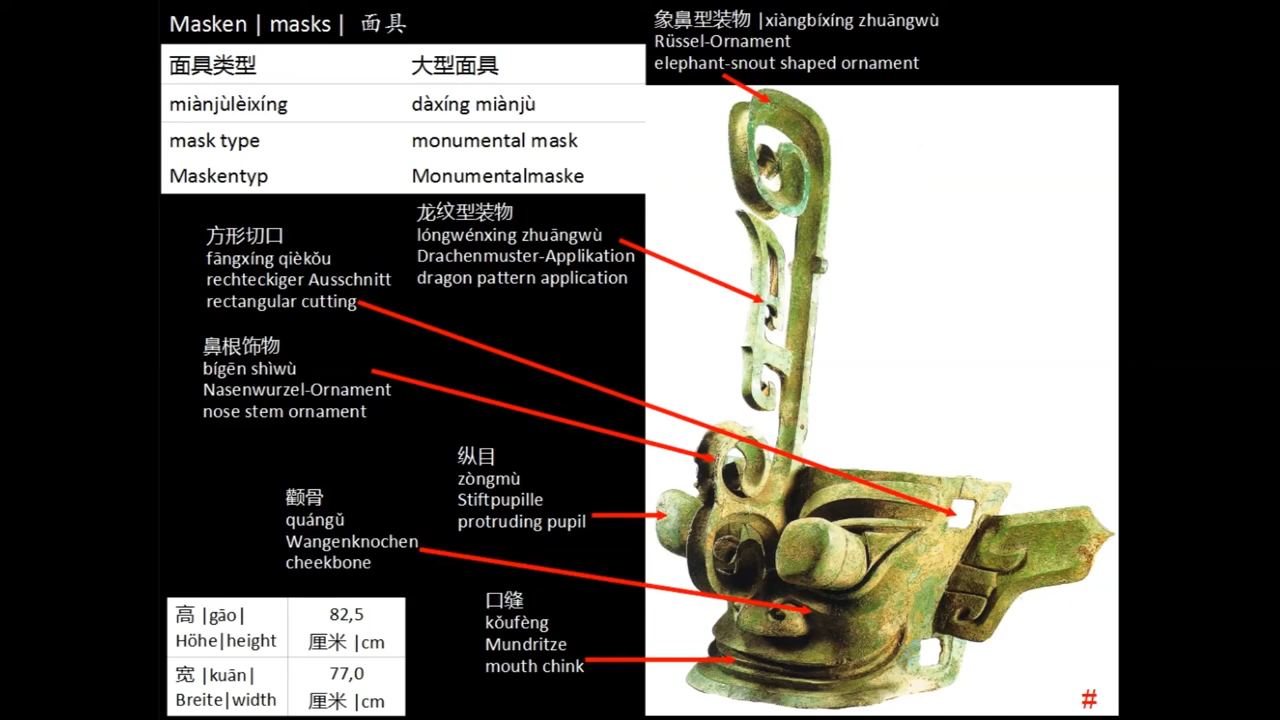 Masken | masks | 面具
面具类型 大型面具
miànjùlèixíng dàxíng miànjù
mask type monumental mask
Maskentyp Monumentalmaske
象鼻型装物 |xiàngbíxíng zhuāngwù
Rüssel-Ornament
elephant-snout shaped ornament
龙纹型装物
lóngwénxing zhuāngwù
Drachenmuster-Applikation
dragon pattern application
方形切口
fāngxíng qièkǒu
rechteckiger Ausschnitt
rectangular cutting
鼻根饰物
bígēn shìwù
Nasenwurzel-Ornament
nose stem ornament
纵目
zòngmù
Stiftpupille
protruding pupil
颧骨
quángǔ
Wangenknochen
cheekbone
口缝
kǒufèng
Mundritze
mouth chink
高 |gāo| 82,5
Höhe|height 厘米 |cm
宽 |kuān| 77,0
Breite|width 厘米 |cm
#